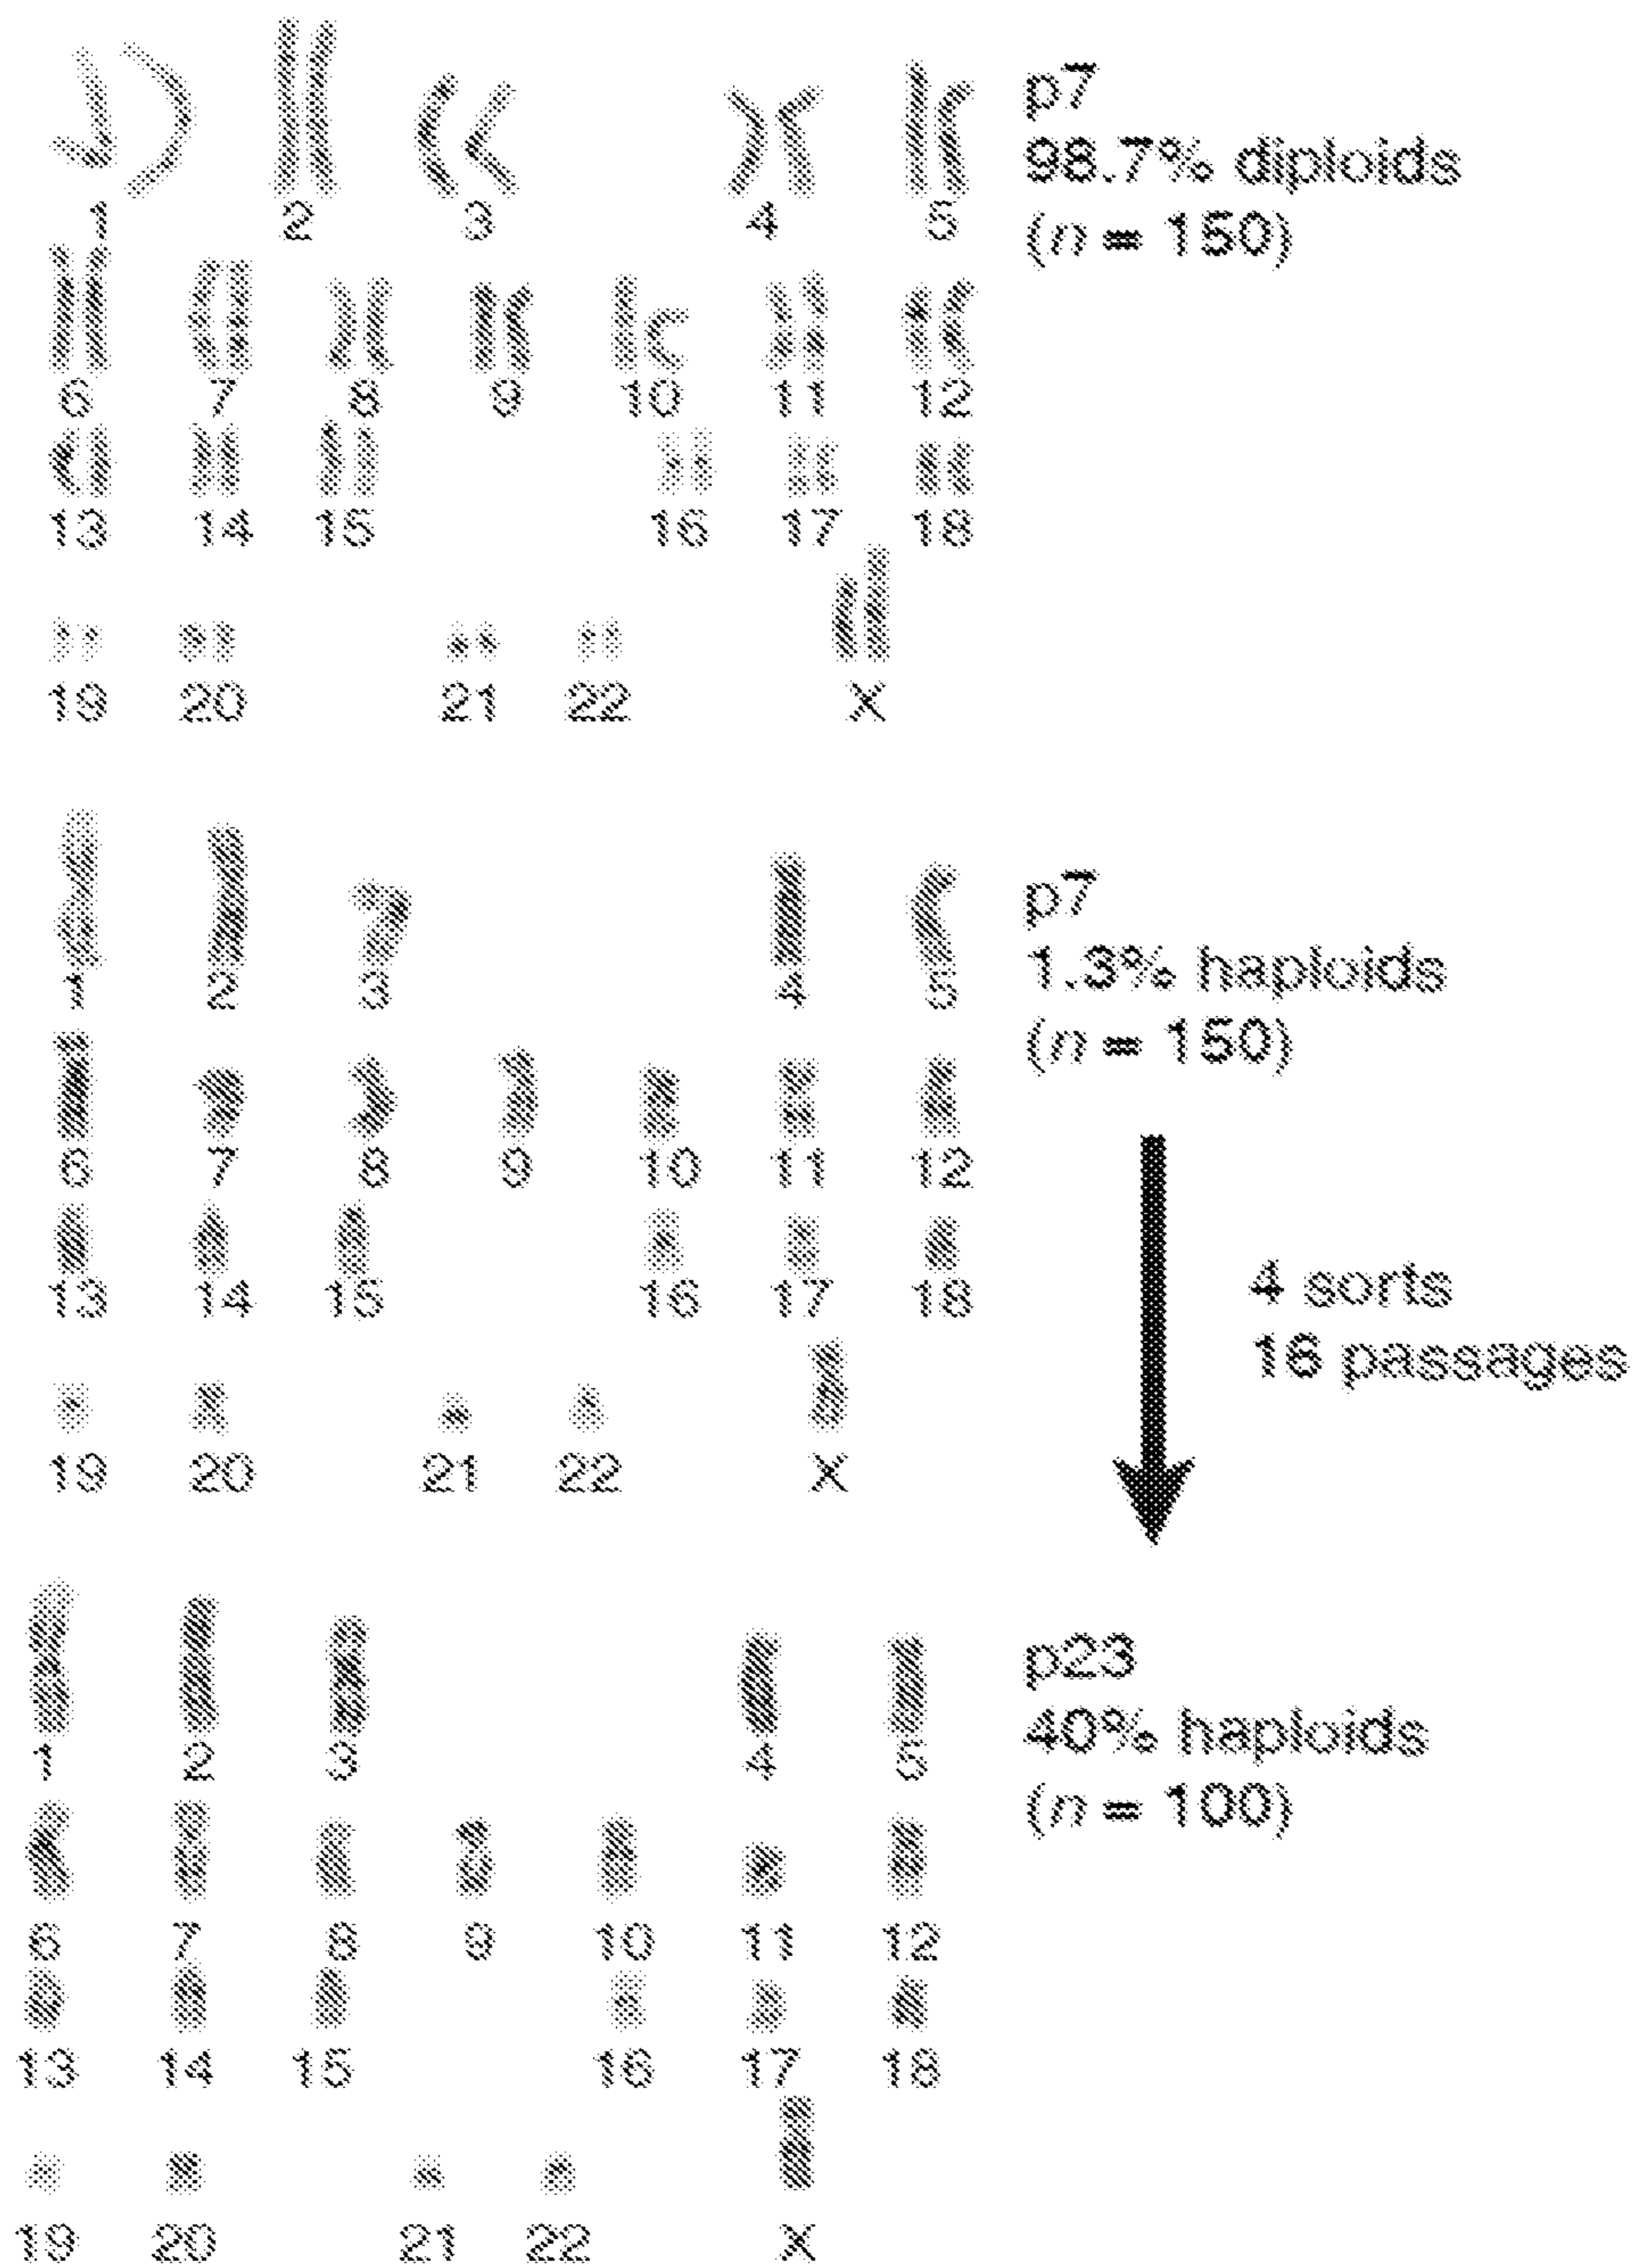 p7
98.7% diploids
(n = 150)
1 2 3 4 5
6 7 8 9 10 11 12
13 14 15 16 17 18
19 20 21 22 X
p7
1.3% haploids
(n = 150)
1 2 3 4 5
6 7 8 9 10 11 12
13 14 15 16 17 18
4 sorts
16 passages
19 20 21 22 X
p23
40% haploids
(n = 100)
1 2 3 4 5
6 7 8 9 10 11 12
13 14 15 16 17 18
19 20 21 22 X